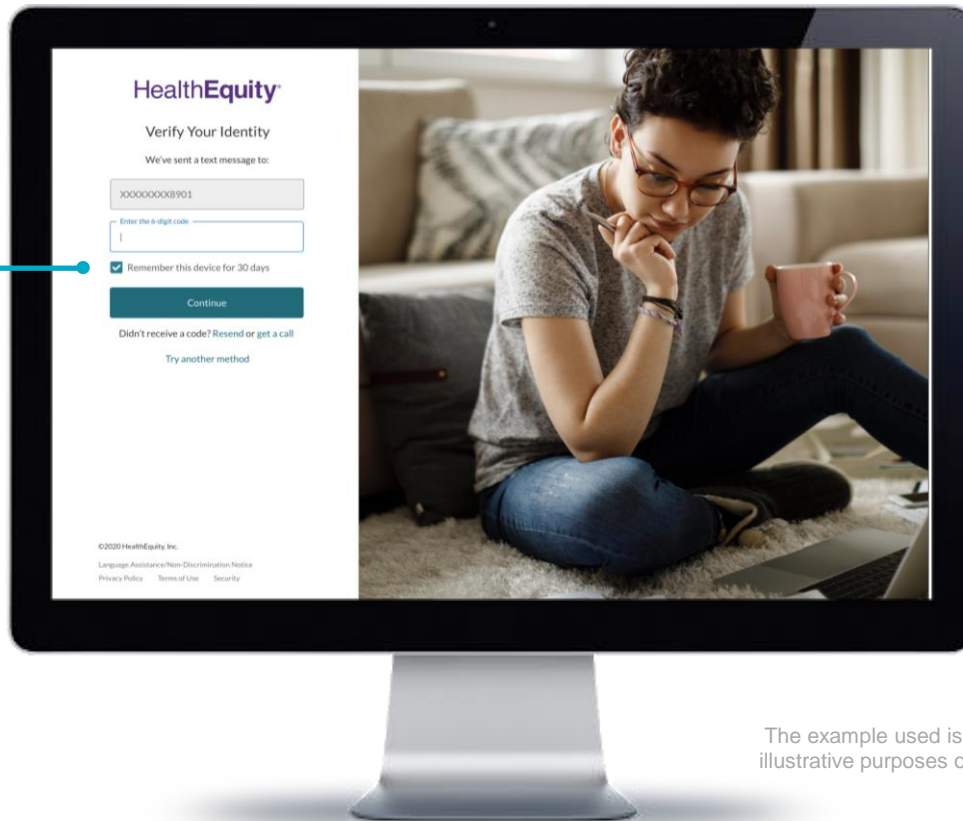 HealthEquity
Verify Your Identity
We've sent a text message to:
XXXXXXXX8901
Enter the 6-digit code
Remember this device for 30 days
Continue
Didn't receive a code? Resend or get a call
Try another method
©2020 HealthEquity, Inc.
Language Assistance/Non-Discrimination Notice
Privacy Policy Terms of Use Security
The example used is
illustrative purposes